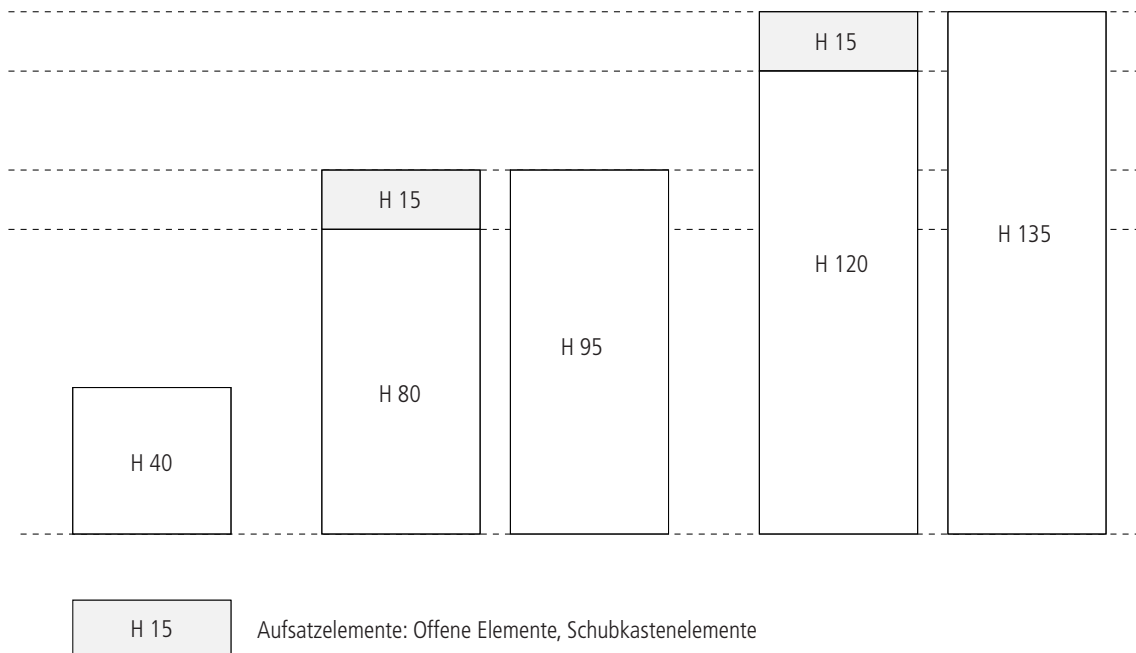 H 15
H 15
H 135
H 120
H 95
H 80
H 40
H 15 Aufsatzelemente: Offene Elemente, Schubkastenelemente